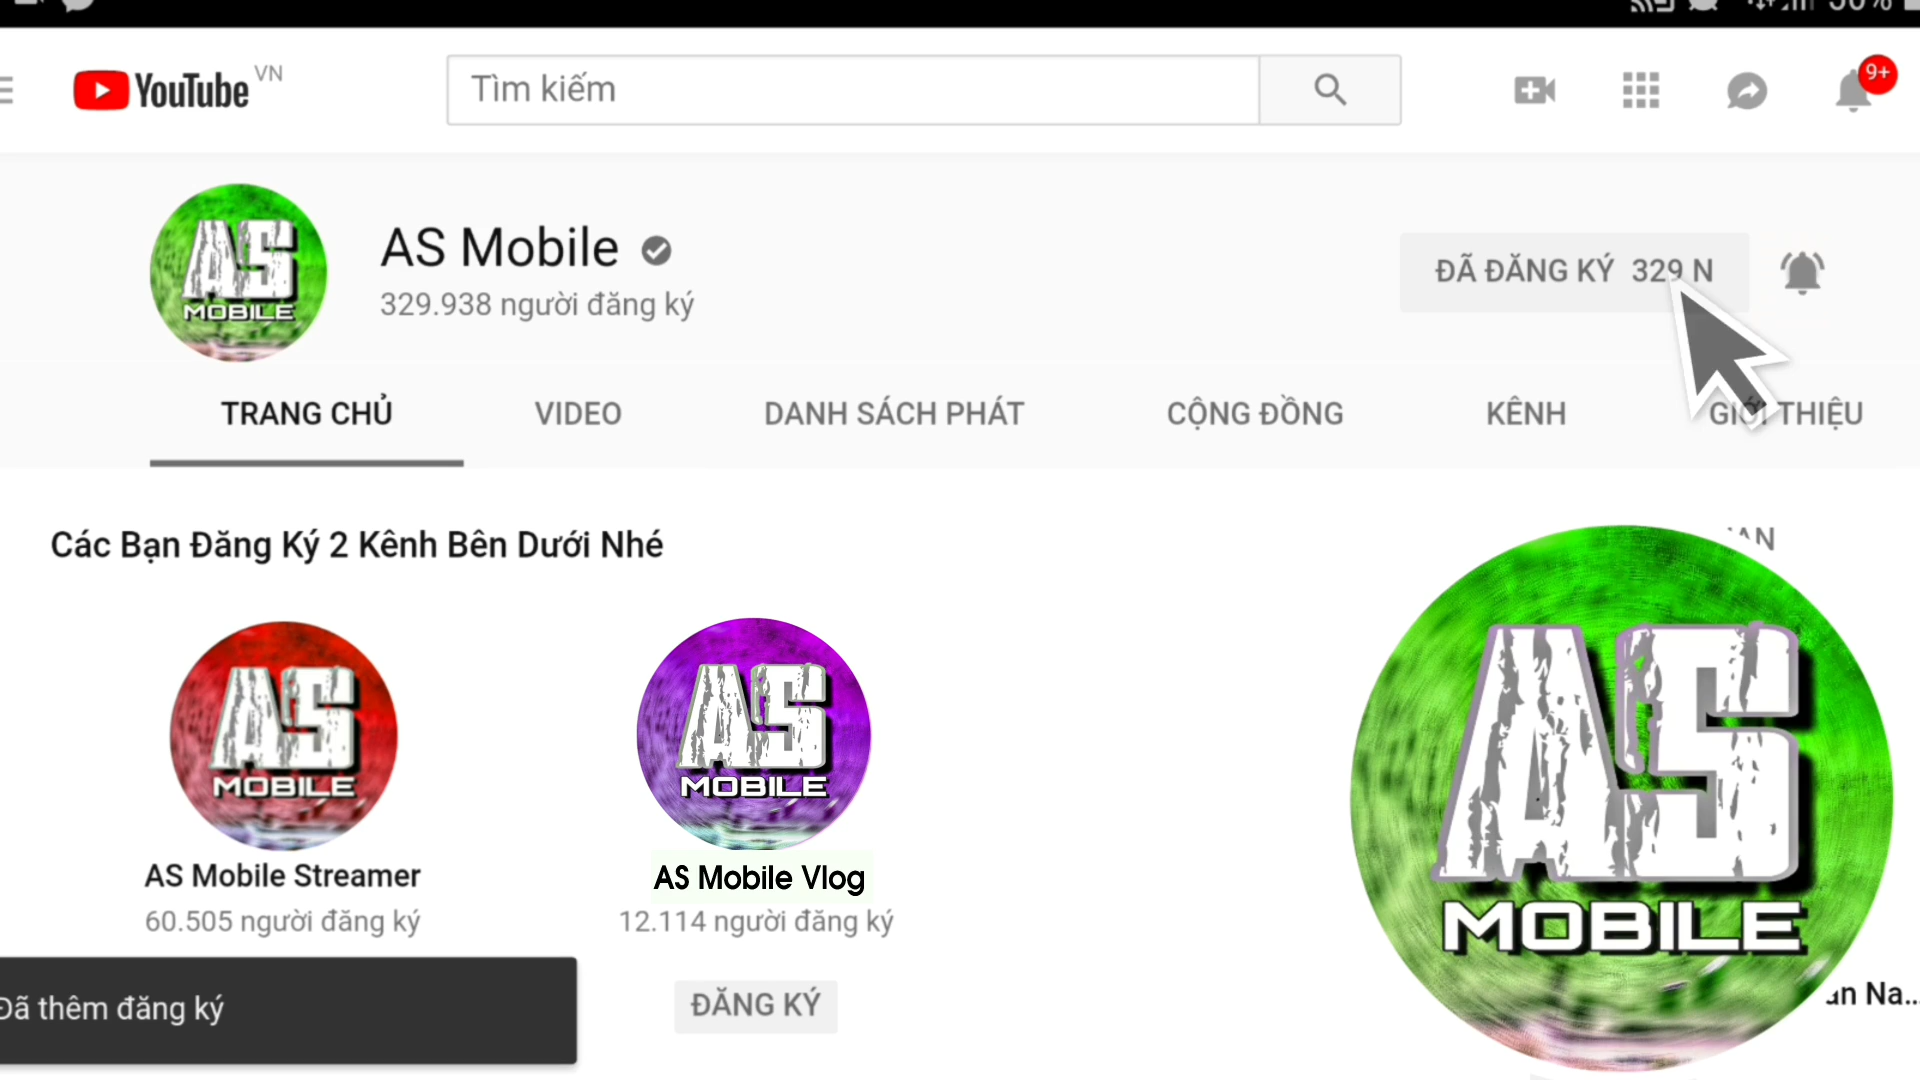 YouTube VN
Tìm kiếm
9+
AS
MOBILE
AS Mobile
329.938 người đăng ký
ĐÃ ĐĂNG KÝ 329 N
TRANG CHỦ
VIDEO
DANH SÁCH PHÁT
CỘNG ĐỒNG
KÊNH
GIỚI THIỆU
Các Bạn Đăng Ký 2 Kênh Bên Dưới Nhé
AS
MOBILE
AS Mobile Streamer
60.505 người đăng ký
AS
MOBILE
AS Mobile Vlog
12.114 người đăng ký
ĐĂNG KÝ
Đã thêm đăng ký
AS
MOBILE